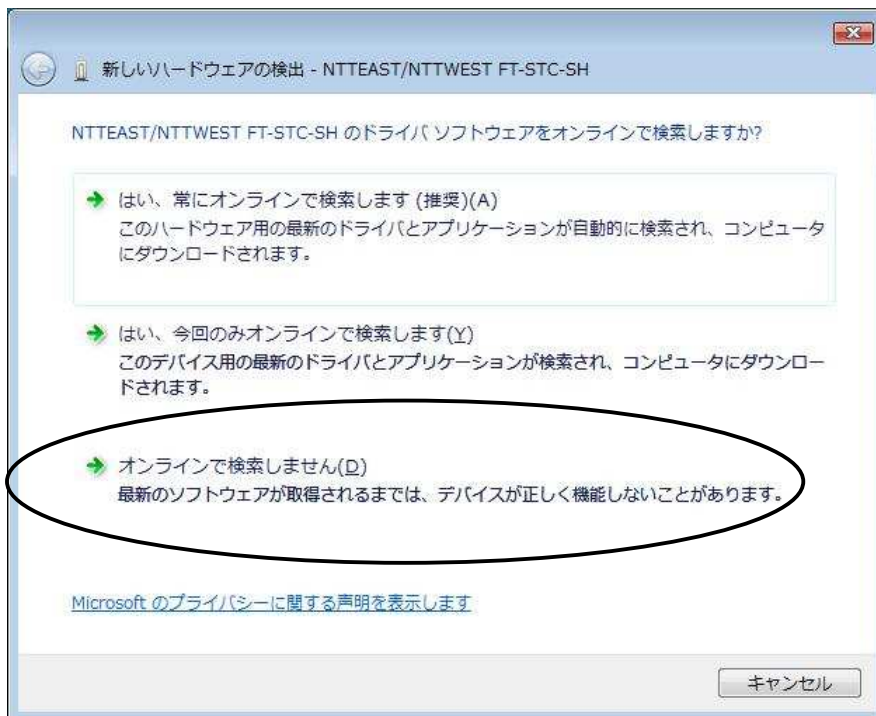 新しいハードウェアの検出 - NTTEAST/NTTWEST FT-STC-SH
NTTEAST/NTTWEST FT-STC-SH のドライバ ソフトウェアをオンラインで検索しますか?
はい、常にオンラインで検索します (推奨)(A)
このハードウェア用の最新のドライバとアプリケーションが自動的に検索され、コンピュータ
にダウンロードされます。
はい、今回のみオンラインで検索します(Y)
このデバイス用の最新のドライバとアプリケーションが検索され、コンピュータにダウンロー
ドされます。
オンラインで検索しません(D)
最新のソフトウェアが取得されるまでは、デバイスが正しく機能しないことがあります。
Microsoft のプライバシーに関する声明を表示します
キャンセル